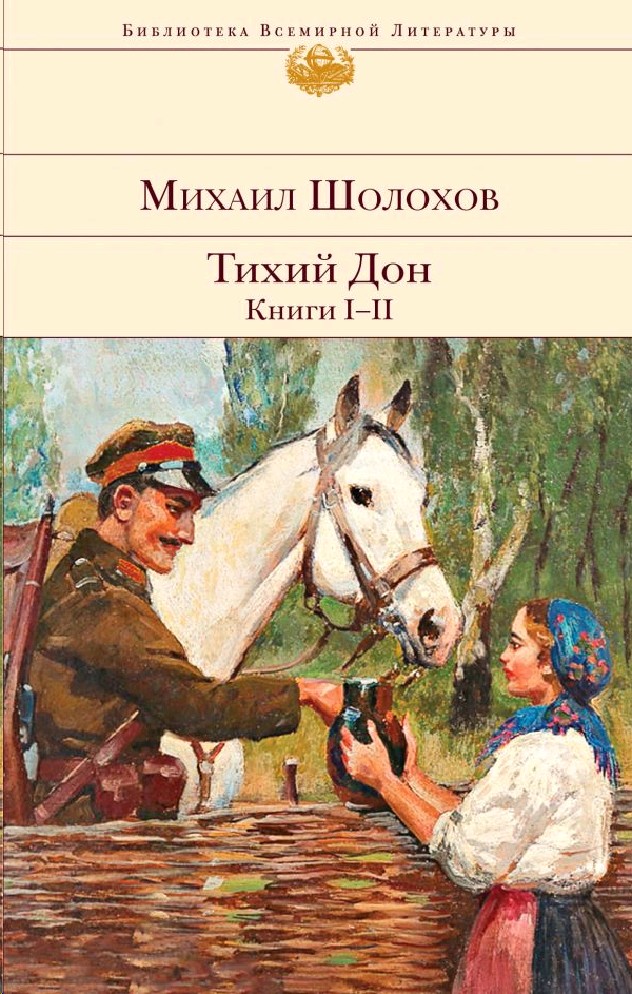 Библиотека Всемирной Литературы
Михаил Шолохов
Тихий Дон
Книги I–II